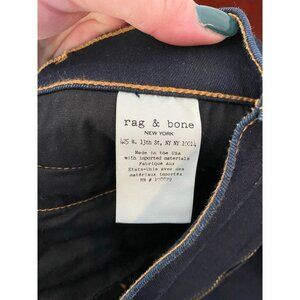 rag & bone
NEW YORK
425 W. 13th St, NY NY 10014
Made in the USA
with imported materials
Fabriqué Aux
États-Unis avec des
matériaux importés
RN #